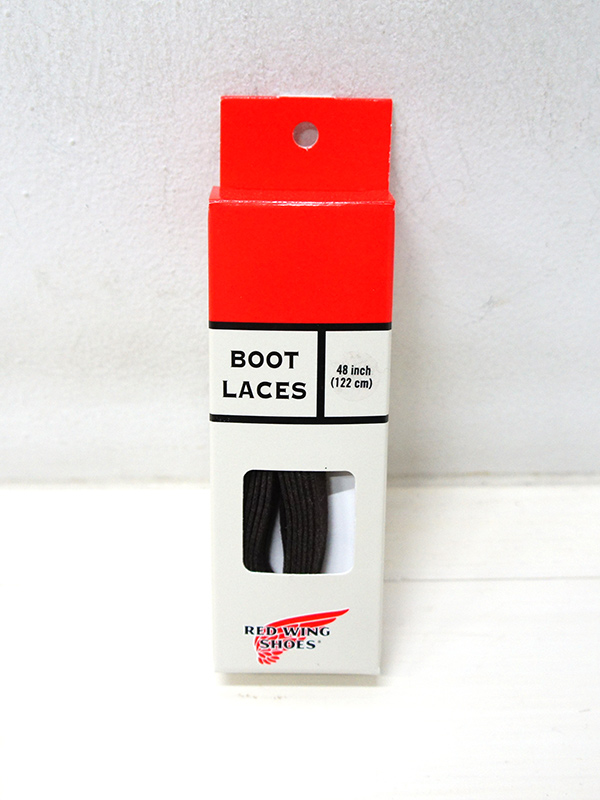 BOOT
LACES
48 inch
(122 cm)
RED WING
SHOES